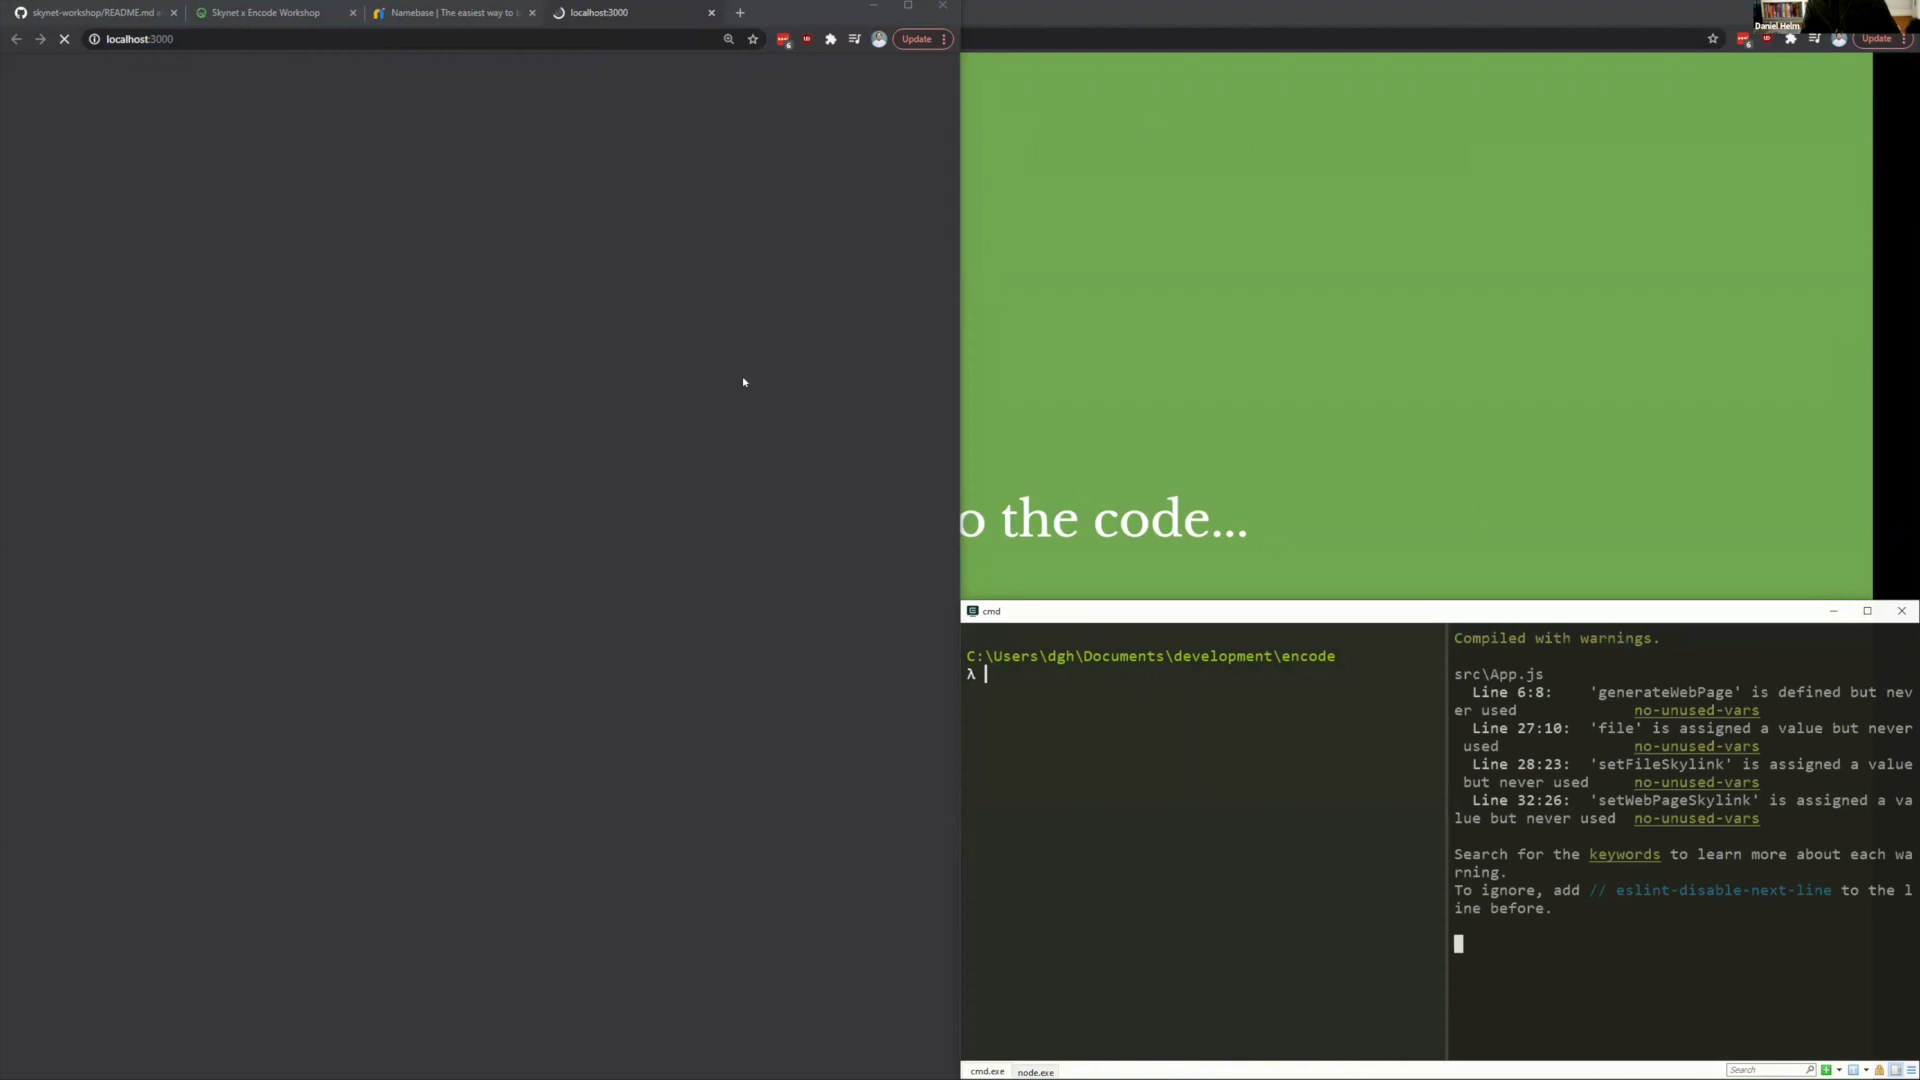 skynet-workshop/README.md a
Skynet x Encode Workshop
Namebase | The easiest way to b
localhost:3000
localhost:3000
6
Update
Daniel Helm
6
Update
o the code...
cmd
C:\Users\dgh\Documents\development\encode
λ
Compiled with warnings.
src\App.js
Line 6:8: 'generateWebPage' is defined but nev
er used no-unused-vars
Line 27:10: 'file' is assigned a value but never
used no-unused-vars
Line 28:23: 'setFileSkylink' is assigned a value
but never used no-unused-vars
Line 32:26: 'setWebPageSkylink' is assigned a va
lue but never used no-unused-vars
Search for the keywords to learn more about each wa
rning.
To ignore, add // eslint-disable-next-line to the l
ine before.
cmd.exe
node.exe
Search